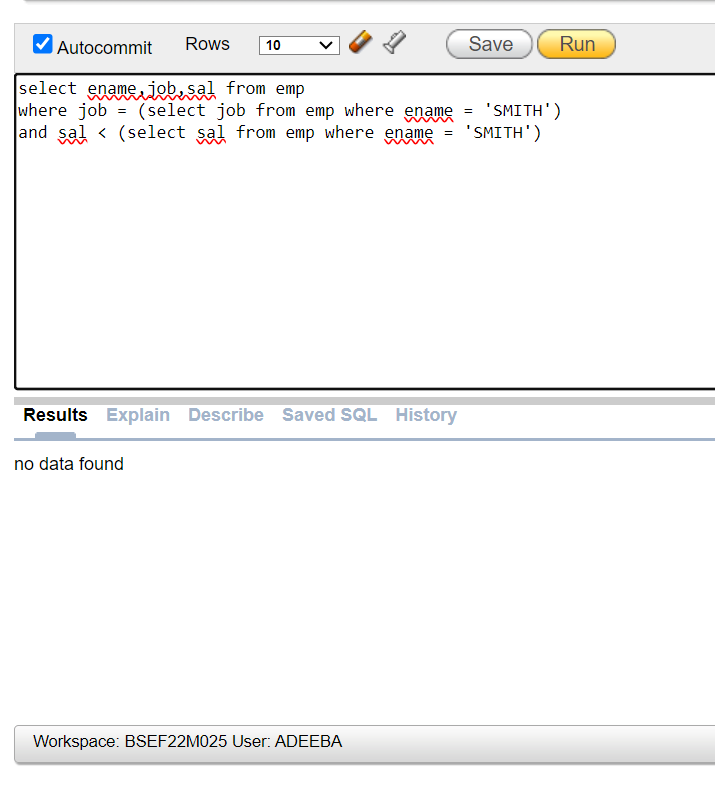 Autocommit Rows 10 Save Run
select ename,job,sal from emp
where job = (select job from emp where ename = 'SMITH')
and sal < (select sal from emp where ename = 'SMITH')
Results Explain Describe Saved SQL History
no data found
Workspace: BSEF22M025 User: ADEEBA